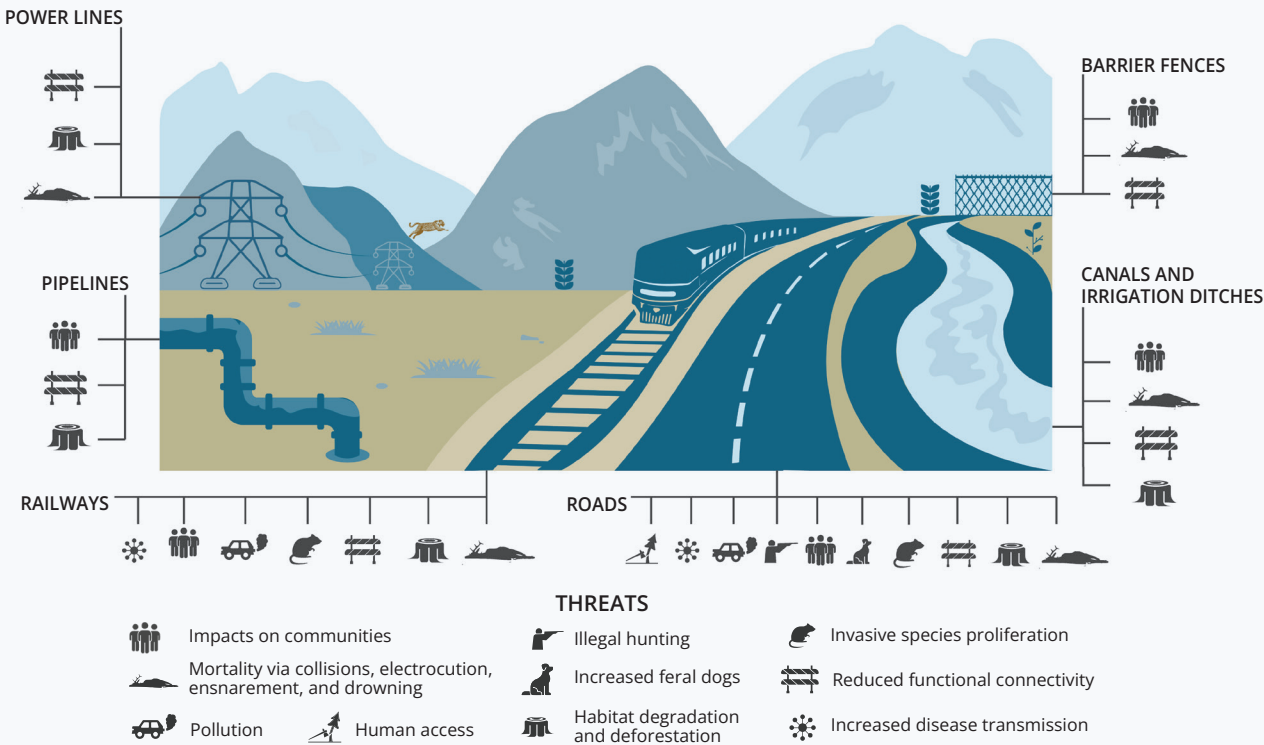 POWER LINES
BARRIER FENCES
PIPELINES
CANALS AND
IRRIGATION DITCHES
RAILWAYS
ROADS
THREATS
Impacts on communities
Mortality via collisions, electrocution,
ensnarement, and drowning
Pollution
Human access
Illegal hunting
Increased feral dogs
Habitat degradation
and deforestation
Invasive species proliferation
Reduced functional connectivity
Increased disease transmission